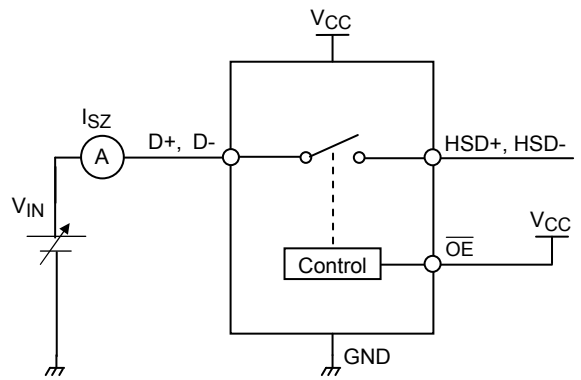 VCC
ISZ
A
D+, D-
HSD+, HSD-
VIN
VCC
OE
Control
GND